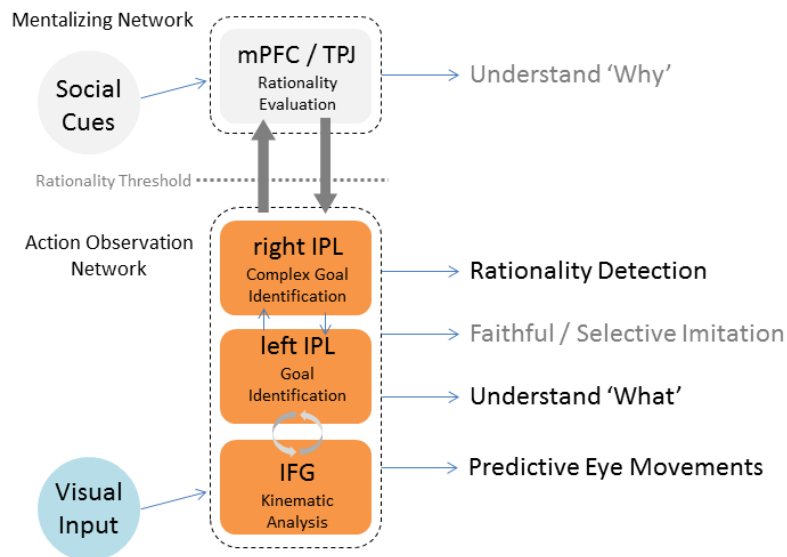 Mentalizing Network
mPFC / TPJ
Rationality
Evaluation
Social
Cues
Understand ‘Why’
Rationality Threshold
Action Observation
Network
right IPL
Complex Goal
Identification
Rationality Detection
Faithful / Selective Imitation
left IPL
Goal
Identification
Understand ‘What’
IFG
Kinematic
Analysis
Predictive Eye Movements
Visual
Input